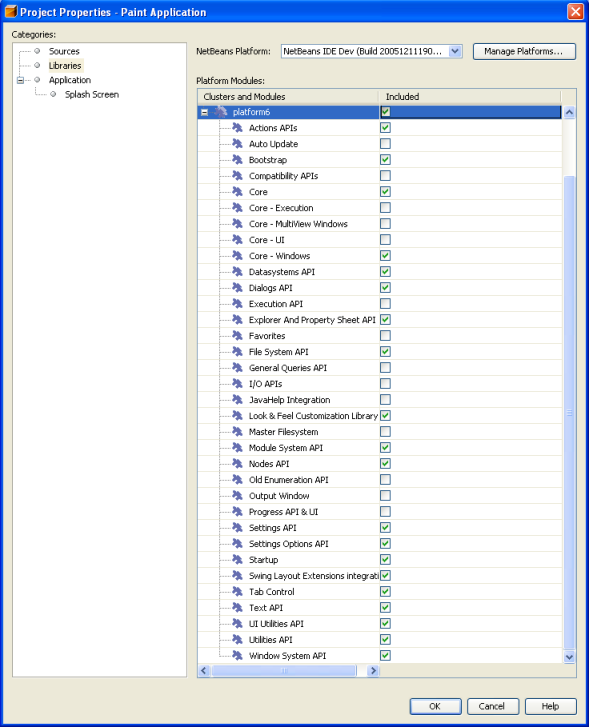 Project Properties - Paint Application
Categories:
Sources
Libraries
Application
Splash Screen
NetBeans Platform: NetBeans IDE Dev (Build 20051211190... Manage Platforms...
Platform Modules:
Clusters and Modules Included
platform6
Actions APIs
Auto Update
Bootstrap
Compatibility APIs
Core
Core - Execution
Core - MultiView Windows
Core - UI
Core - Windows
Datasystems API
Dialogs API
Execution API
Explorer And Property Sheet API
Favorites
File System API
General Queries API
I/O APIs
JavaHelp Integration
Look & Feel Customization Library
Master Filesystem
Module System API
Nodes API
Old Enumeration API
Output Window
Progress API & UI
Settings API
Settings Options API
Startup
Swing Layout Extensions integrati
Tab Control
Text API
UI Utilities API
Utilities API
Window System API
OK Cancel Help